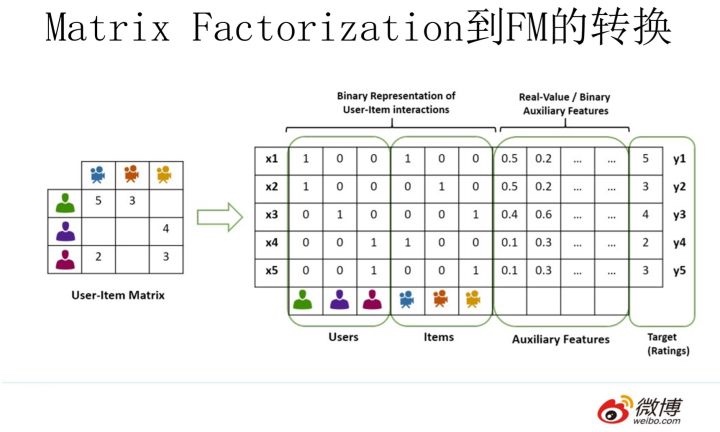 Matrix Factorization到FM的转换
Binary Representation of
User-Item interactions
Real-Value / Binary
Auxiliary Features
5 3
4
2 3
User-Item Matrix
x1 1 0 0 1 0 0 0.5 0.2 ... ... 5 y1
x2 1 0 0 0 1 0 0.5 0.2 ... ... 3 y2
x3 0 1 0 0 0 1 0.4 0.6 ... ... 4 y3
x4 0 0 1 1 0 0 0.1 0.3 ... ... 2 y4
x5 0 0 1 0 0 1 0.1 0.3 ... ... 3 y5
Users
Items
Auxiliary Features
Target
(Ratings)
微博
weibo.com